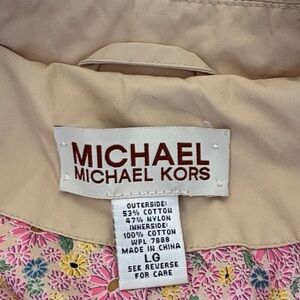 MICHAEL
MICHAEL KORS
OUTERSIDE:
53% COTTON
47% NYLON
INNERSIDE:
100% COTTON
WPL 7888
MADE IN CHINA
LG
SEE REVERSE
FOR CARE